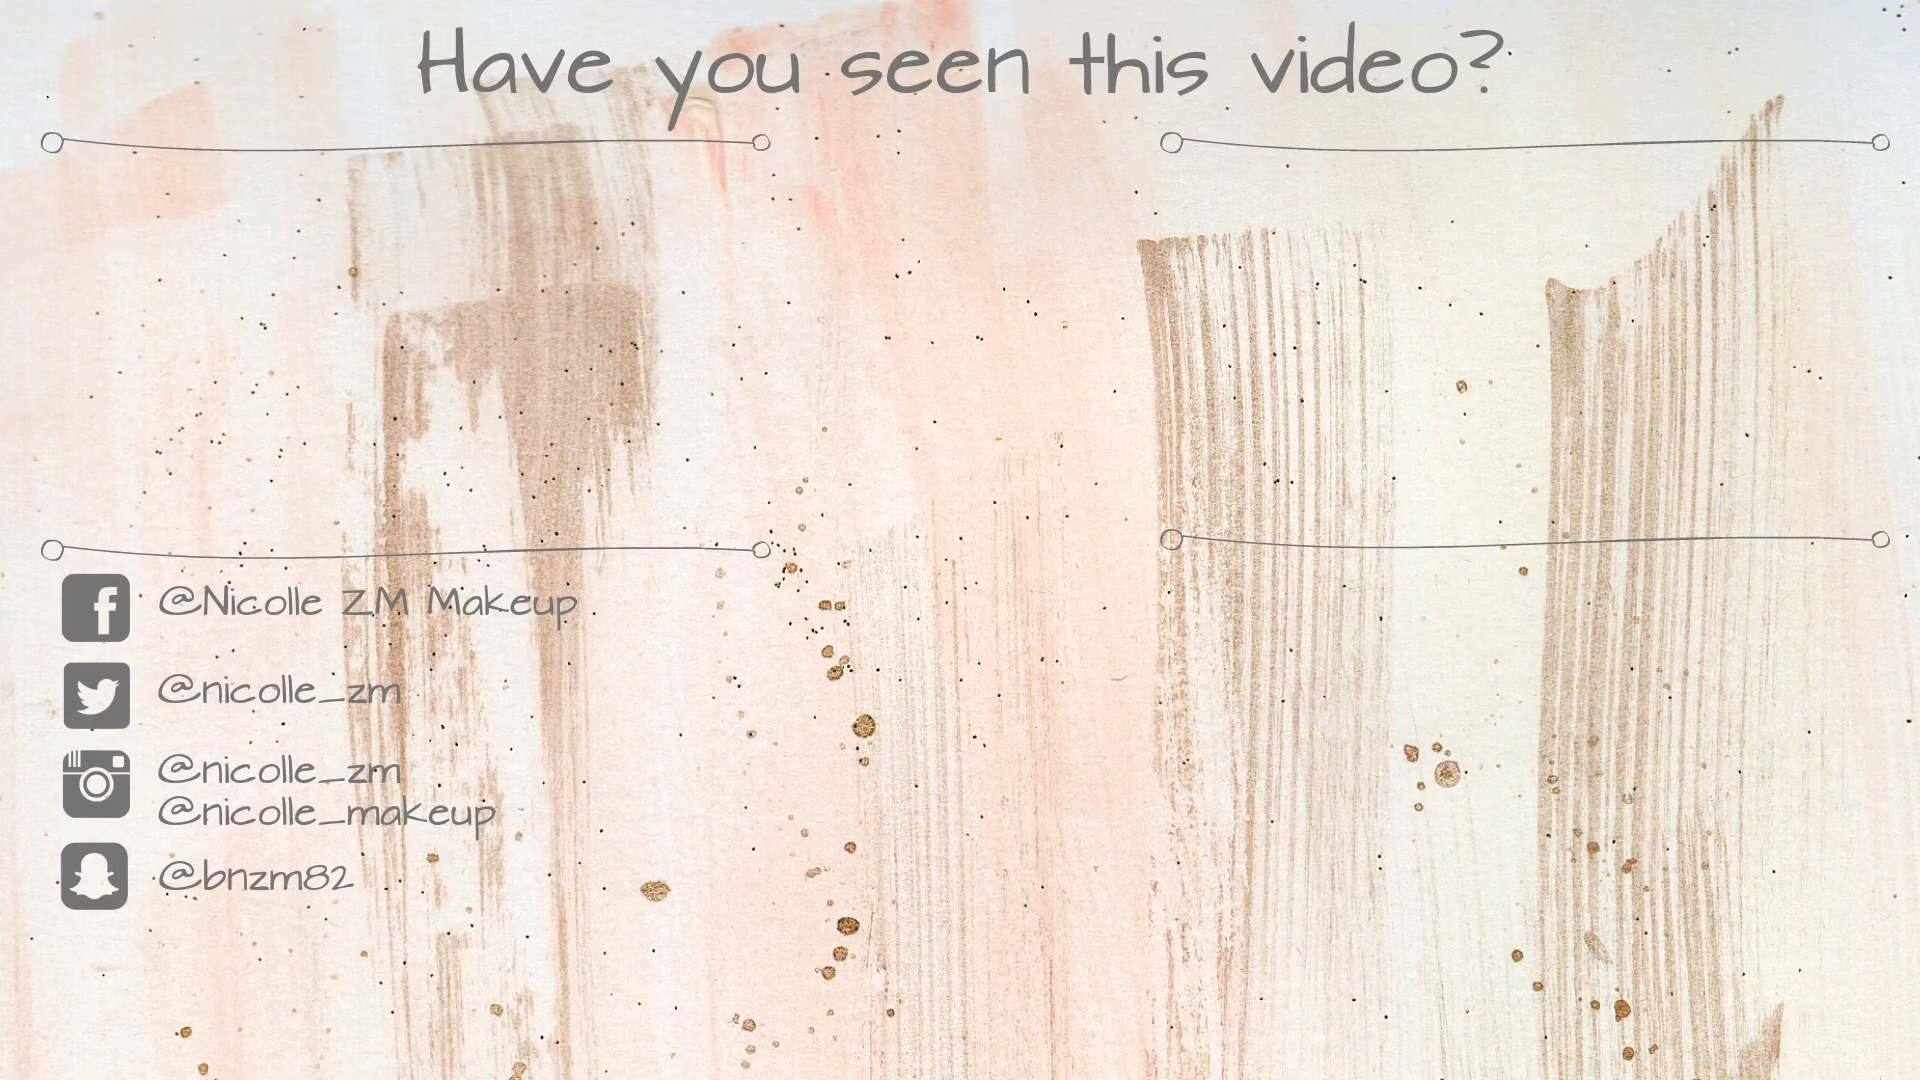 Have you seen this video?
@Nicolle ZM Makeup
@nicolle_zm
@nicolle_zm
@nicolle_makeup
@bnzm82